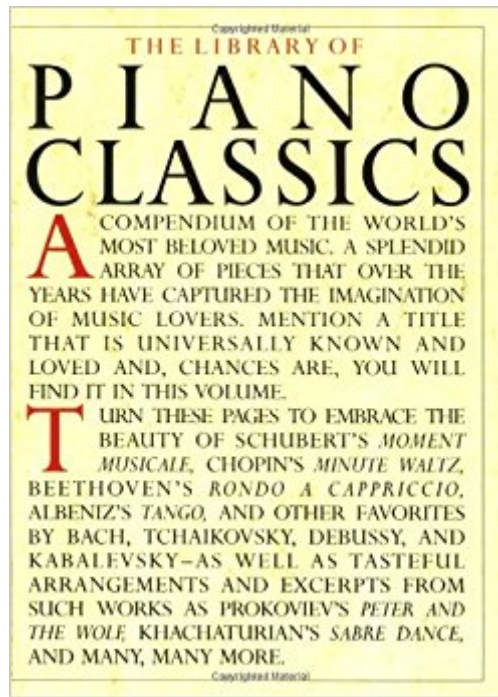 Copyrighted Material
THE LIBRARY OF
PIANO
CLASSICS
A COMPENDIUM OF THE WORLD'S
MOST BELOVED MUSIC. A SPLENDID
ARRAY OF PIECES THAT OVER THE
YEARS HAVE CAPTURED THE IMAGINATION
OF MUSIC LOVERS. MENTION A TITLE
THAT IS UNIVERSALLY KNOWN AND
LOVED AND, CHANCES ARE, YOU WILL
FIND IT IN THIS VOLUME.
TURN THESE PAGES TO EMBRACE THE
BEAUTY OF SCHUBERT'S MOMENT
MUSICALE, CHOPIN'S MINUTE WALTZ,
BEETHOVEN'S RONDO A CAPPRICCIO,
ALBENIZ'S TANGO, AND OTHER FAVORITES
BY BACH, TCHAIKOVSKY, DEBUSSY, AND
KABALEVSKY–AS WELL AS TASTEFUL
ARRANGEMENTS AND EXCERPTS FROM
SUCH WORKS AS PROKOVIEV'S PETER AND
THE WOLF, KHACHATURIAN'S SABRE DANCE,
AND MANY, MANY MORE.
Copyrighted Material